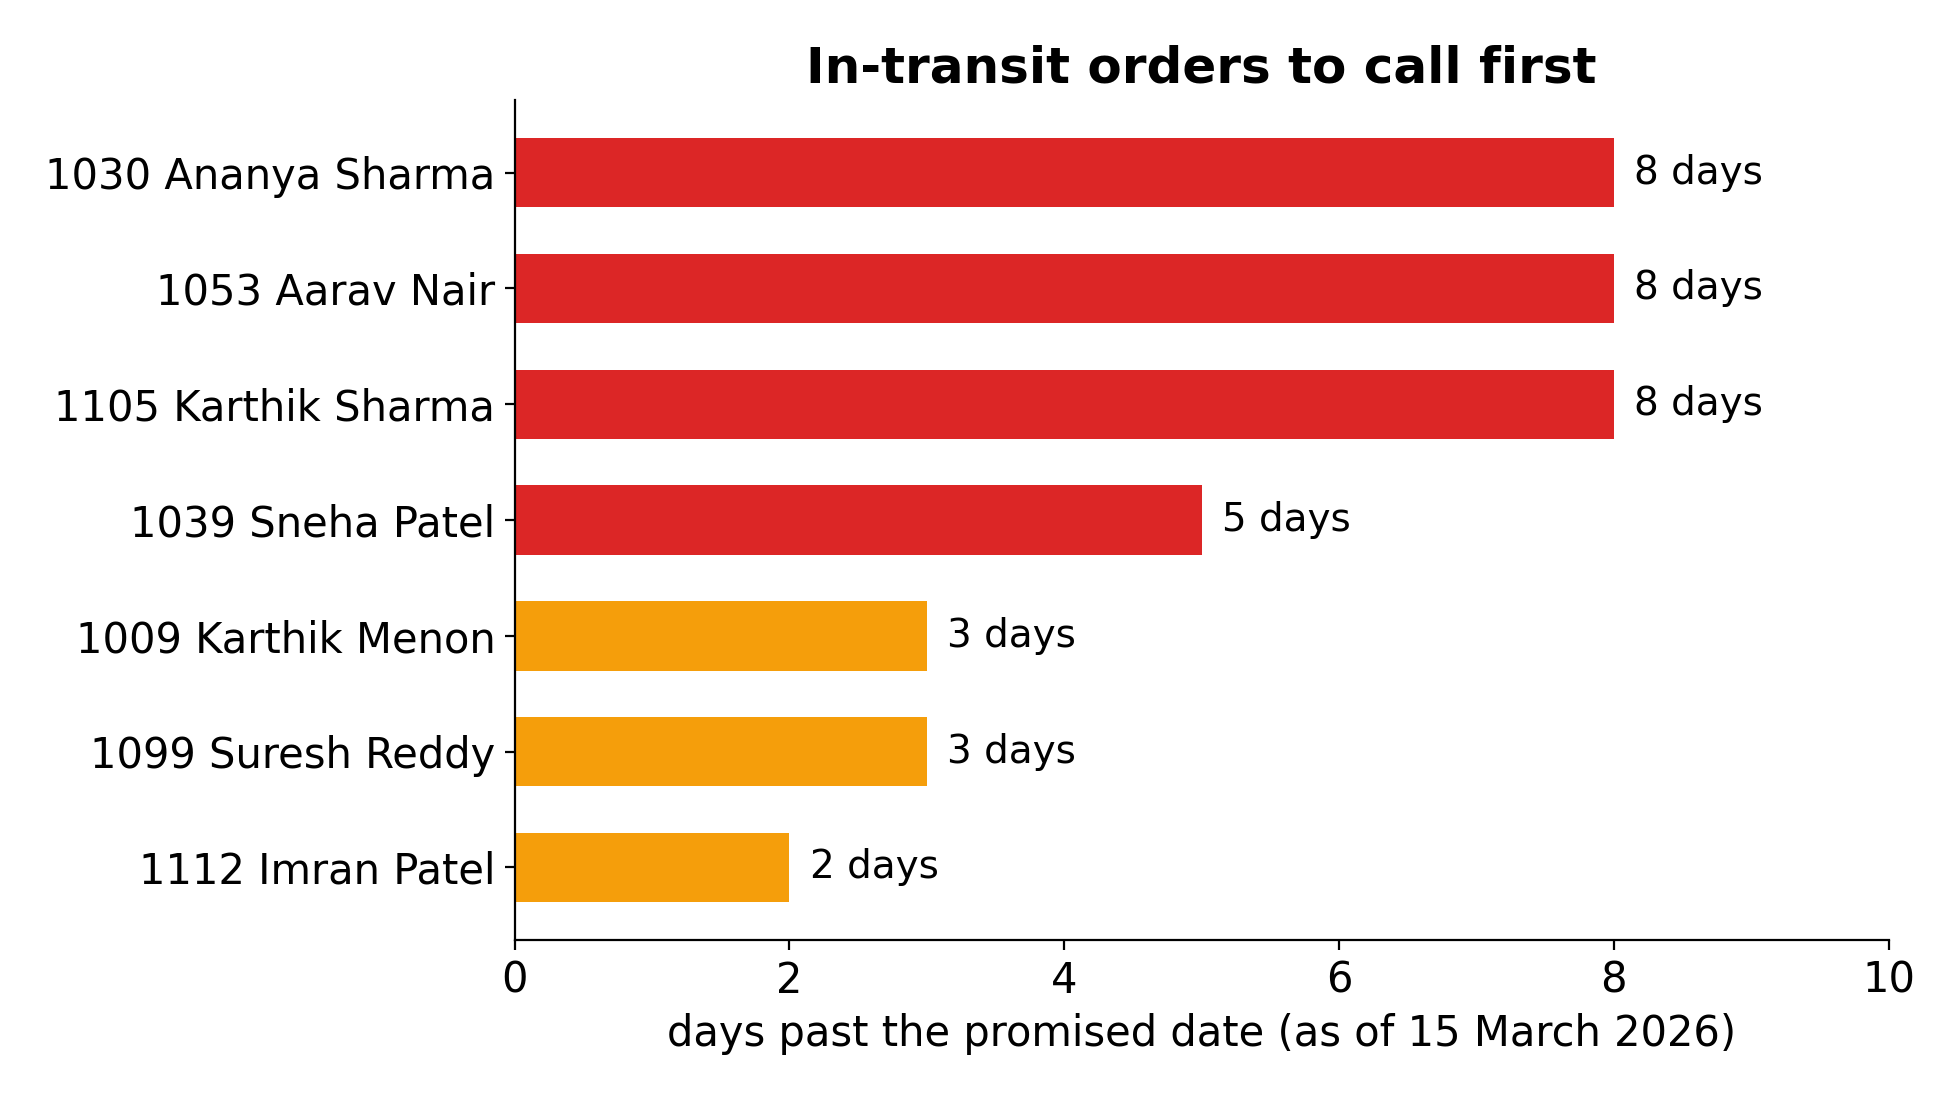 In-transit orders to call first
1030 Ananya Sharma 8 days
1053 Aarav Nair 8 days
1105 Karthik Sharma 8 days
1039 Sneha Patel 5 days
1009 Karthik Menon 3 days
1099 Suresh Reddy 3 days
1112 Imran Patel 2 days
0 2 4 6 8 10
days past the promised date (as of 15 March 2026)